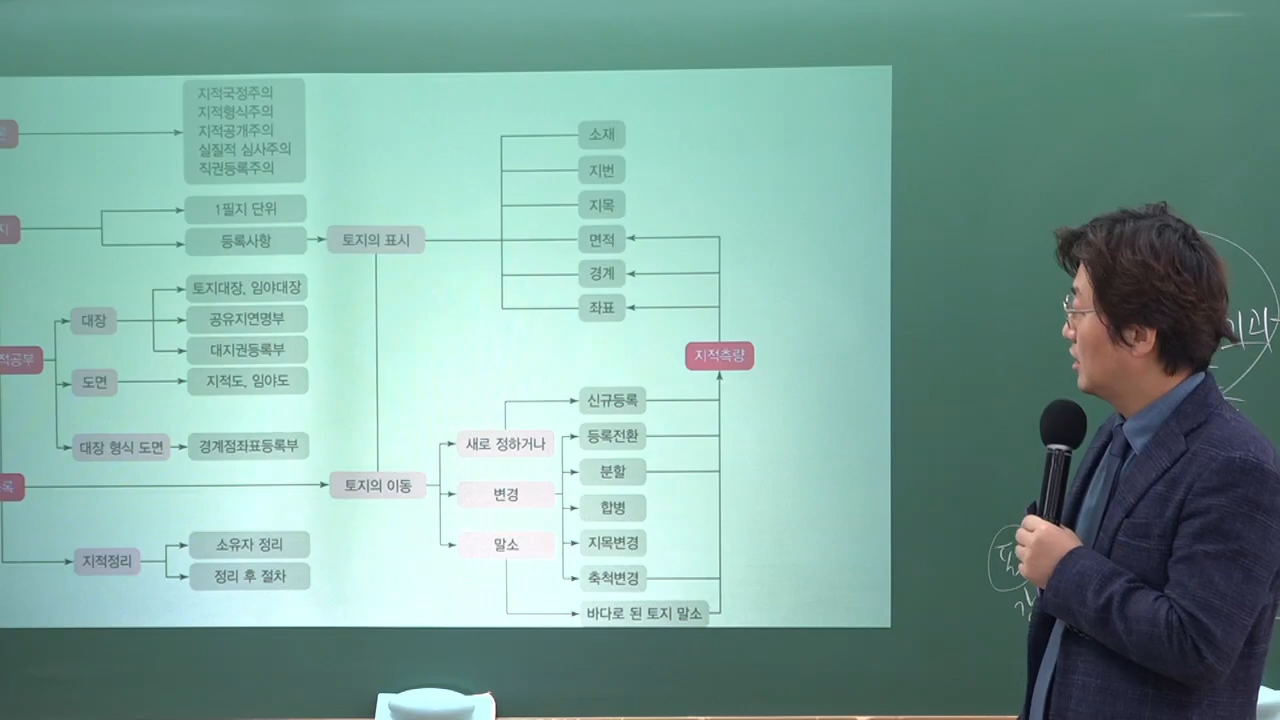 지적국정주의
지적형식주의
지적공개주의
실질적 심사주의
직권등록주의
1필지 단위
등록사항
토지의 표시
소재
지번
지목
면적
경계
좌표
대장
토지대장, 임야대장
공유지연명부
대지권등록부
적공부
도면
지적도, 임야도
대장 형식 도면
경계점좌표등록부
지적측량
토지의 이동
새로 정하거나
변경
말소
신규등록
등록전환
분할
합병
지목변경
축척변경
바다로 된 토지 말소
지적정리
소유자 정리
정리 후 절차